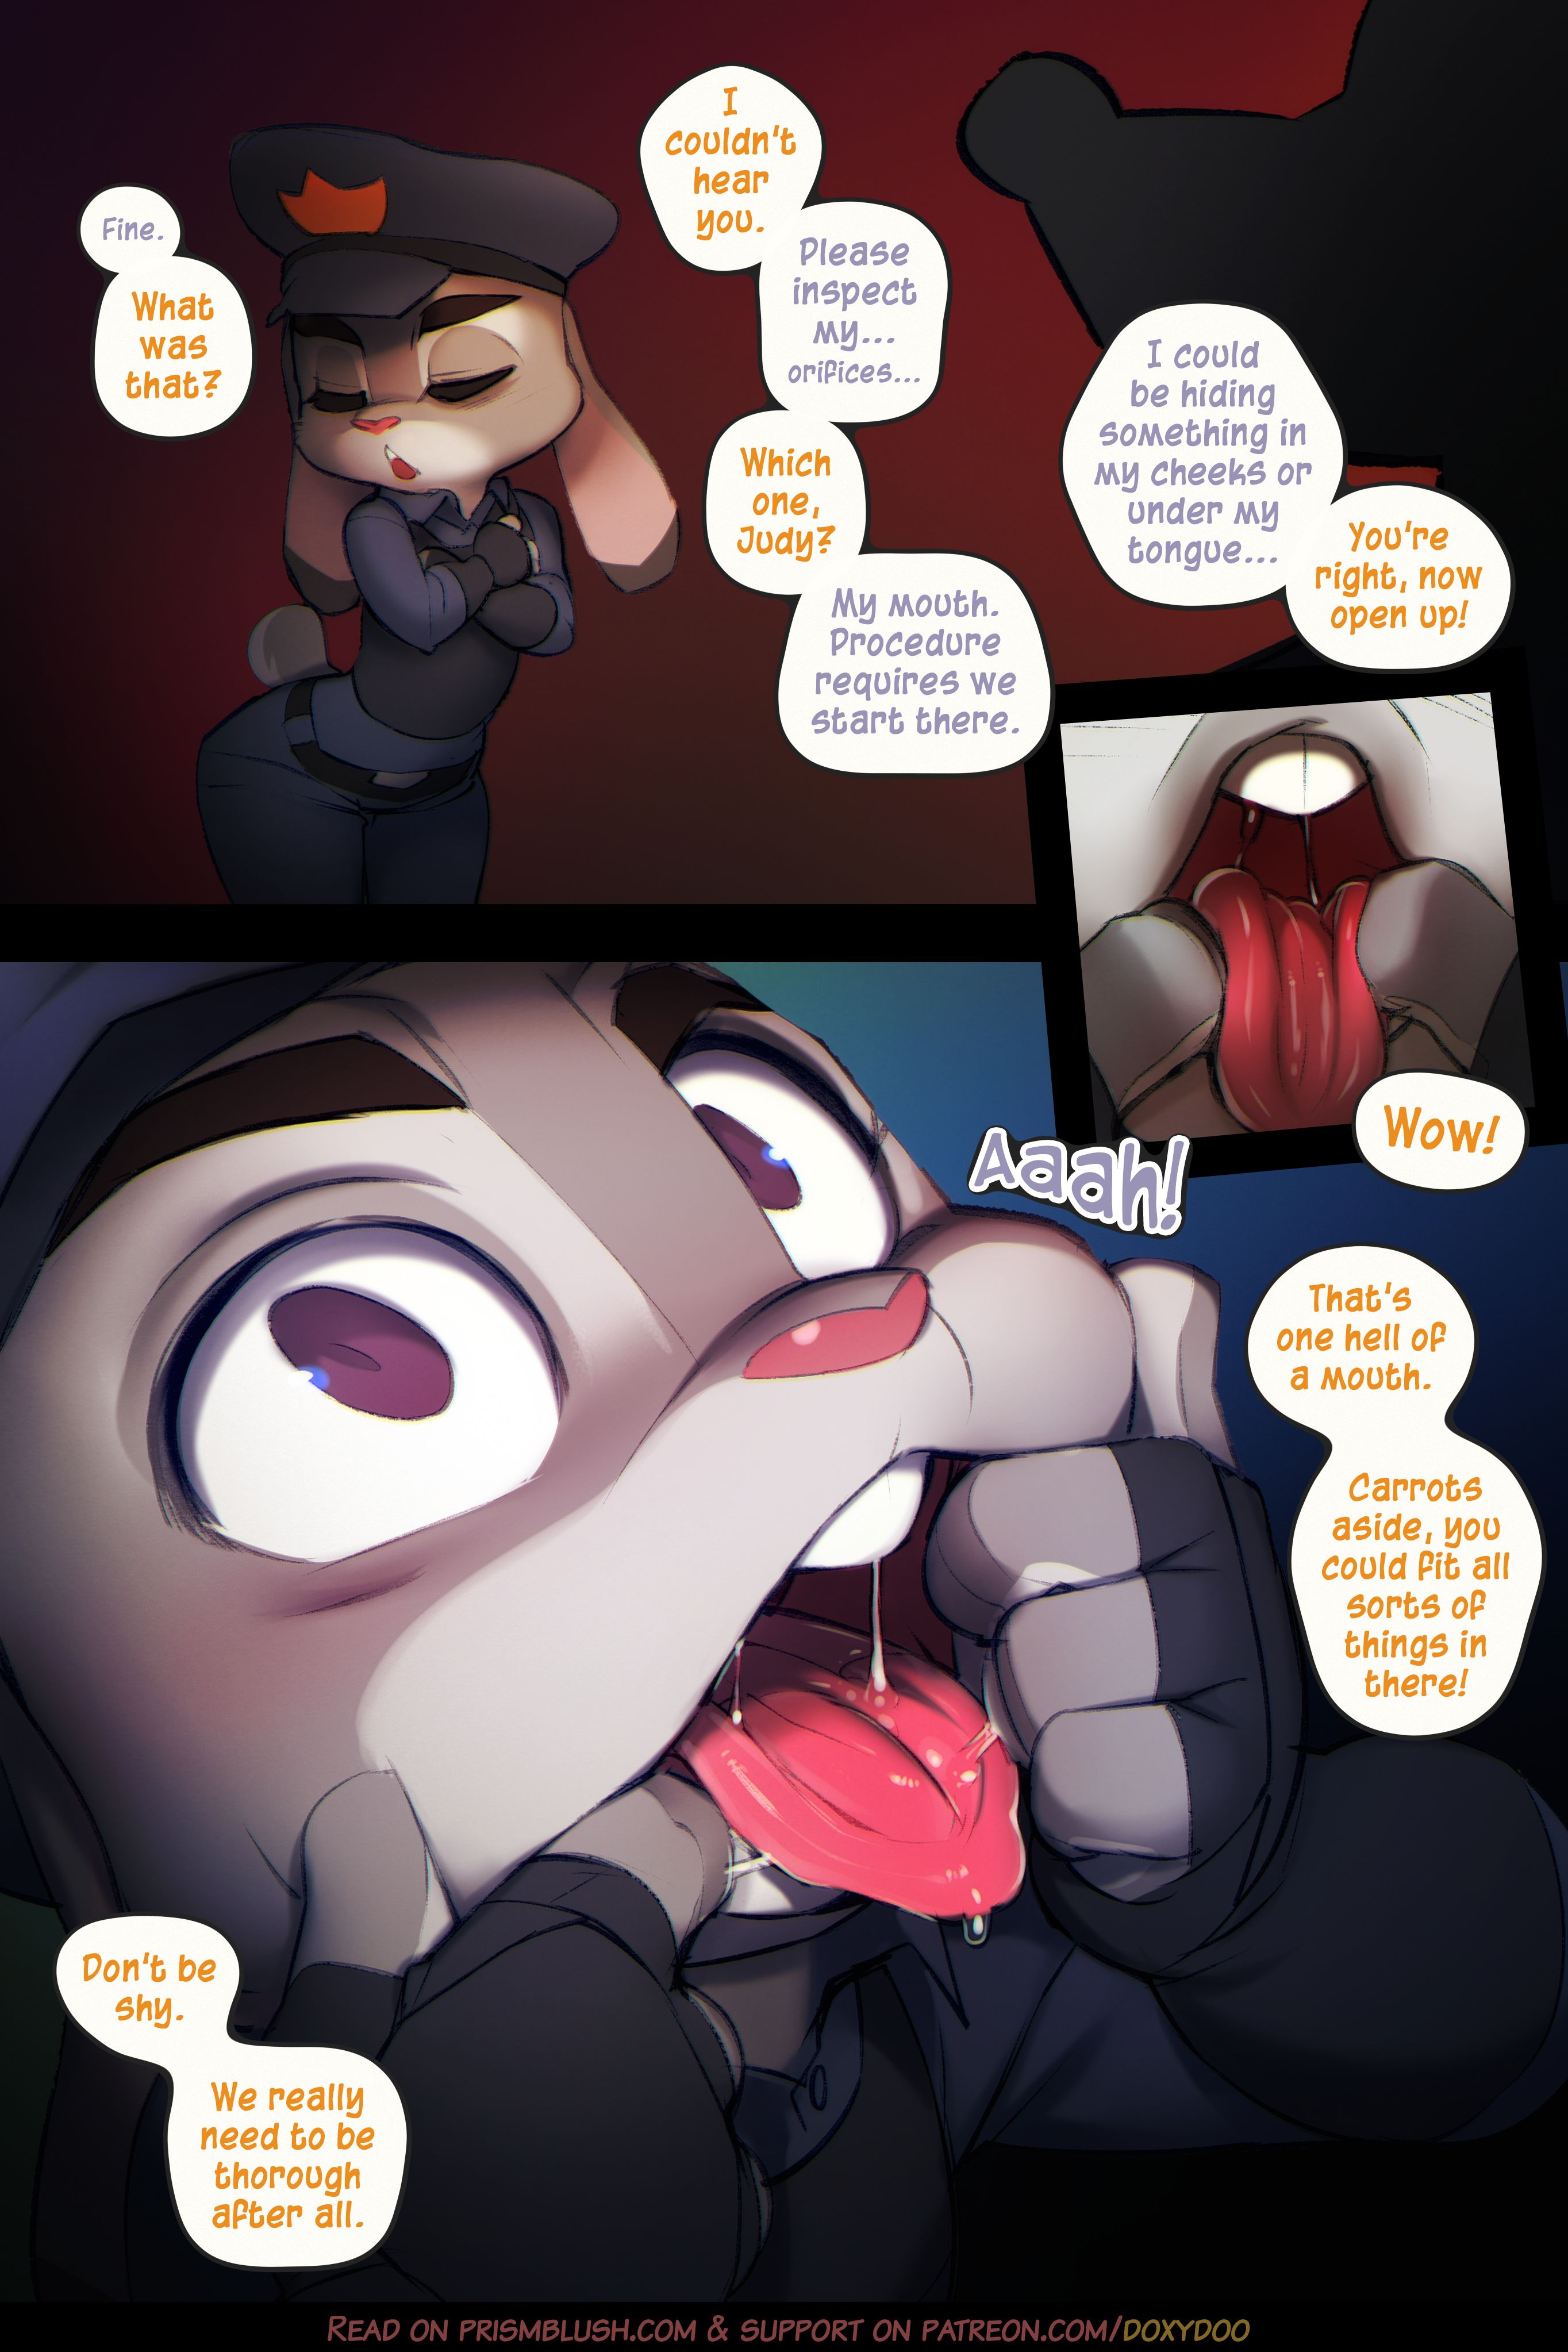 Fine.
What
was
that?
I
couldn't
hear
you.
Please
inspect
my...
orifices...
Which
one,
Judy?
My mouth.
Procedure
requires we
start there.
I could
be hiding
something in
my cheeks or
under my
tongue...
You're
right, now
open up!
Wow!
Aaah!
That's
one hell of
a mouth.
Carrots
aside, you
could fit all
sorts of
things in
there!
Don't be
shy.
We really
need to be
thorough
after all.
Read on prismblush.com & support on patreon.com/doxydoo